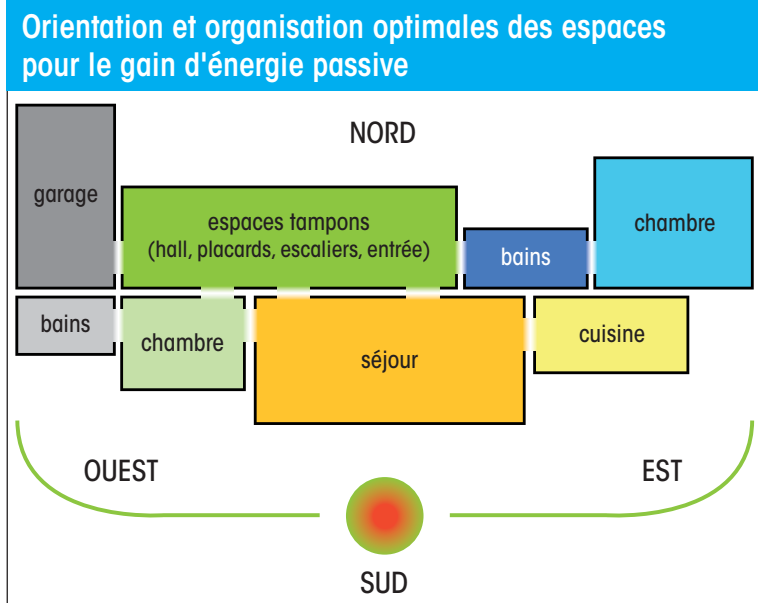 Orientation et organisation optimales des espaces
pour le gain d'énergie passive
NORD
garage
espaces tampons
(hall, placards, escaliers, entrée)
bains
chambre
bains
chambre
séjour
cuisine
OUEST
EST
SUD